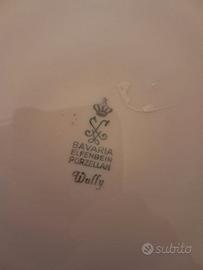 BAVARIA
ELFENBEIN
PORZELLAN
Wally
subito